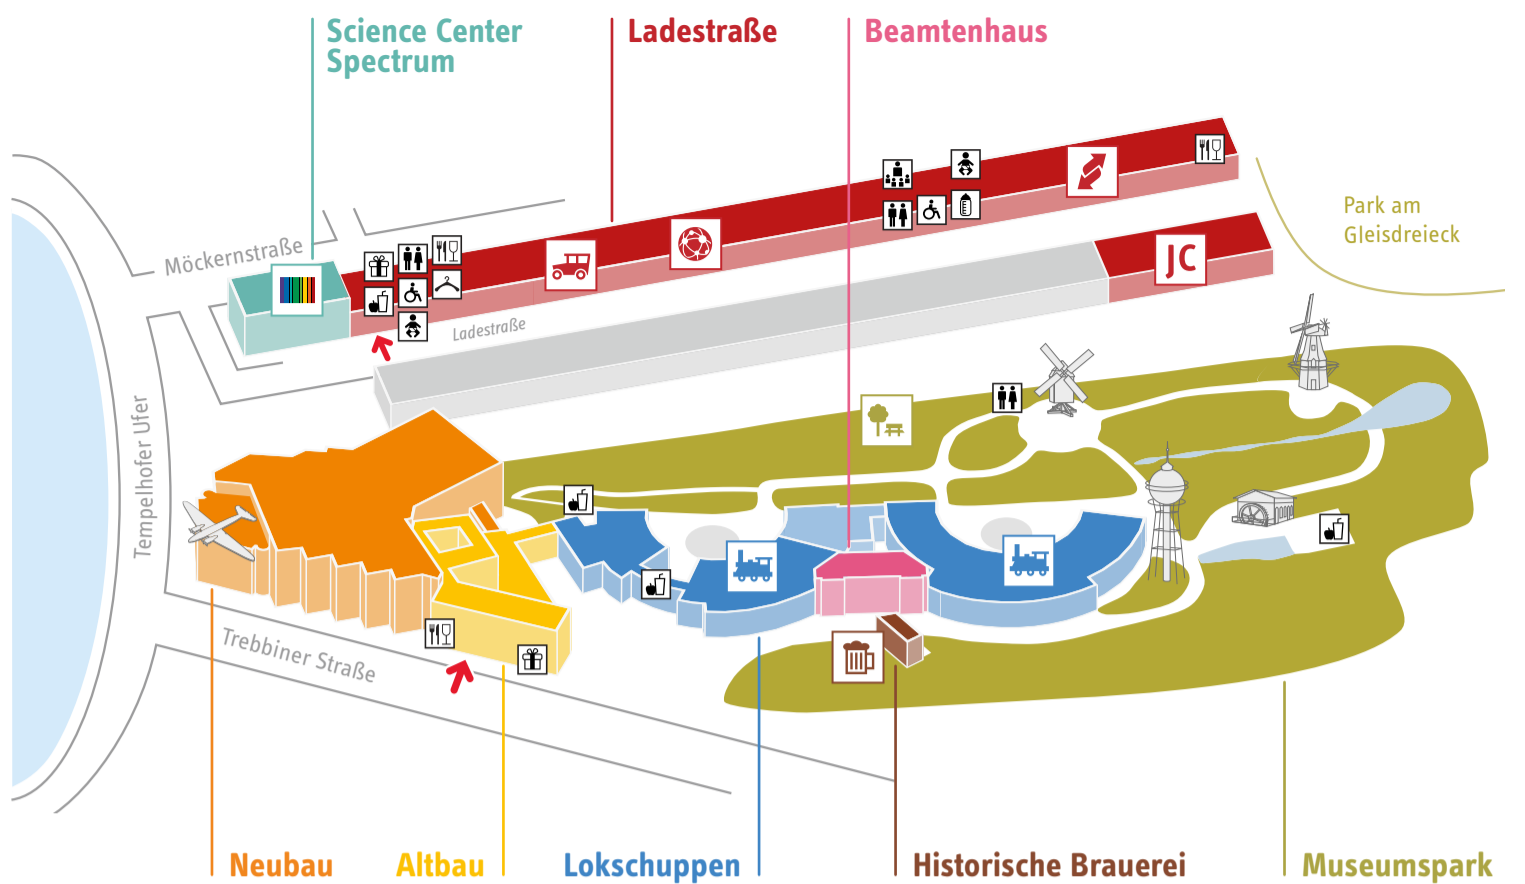 Science Center
Spectrum
Ladestraße
Beamtenhaus
Park am
Gleisdreieck
Möckernstraße
JC
Ladestraße
Tempelhofer Ufer
Trebbiner Straße
Neubau
Altbau
Lokschuppen
Historische Brauerei
Museumspark